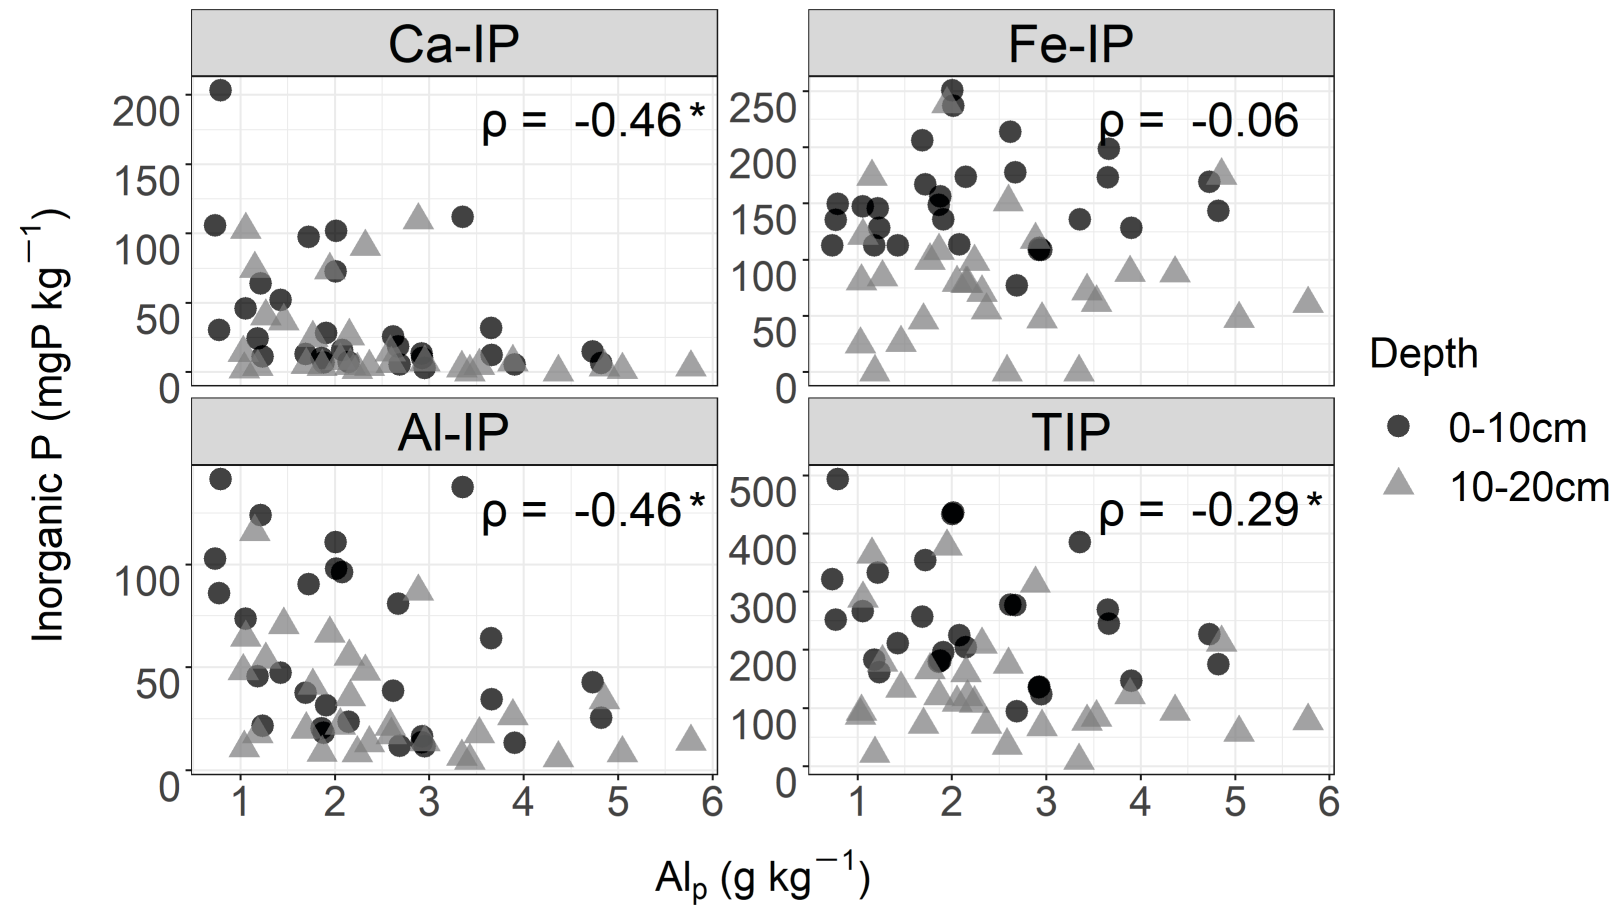 Ca-IP
Fe-IP
ρ = -0.46 *
ρ = -0.06
200
150
100
50
0
250
200
150
100
50
0
Inorganic P (mgP kg⁻¹)
Depth
0-10cm
10-20cm
Al-IP
TIP
ρ = -0.46 *
ρ = -0.29 *
100
50
0
500
400
300
200
100
0
1 2 3 4 5 6
1 2 3 4 5 6
Alₚ (g kg⁻¹)